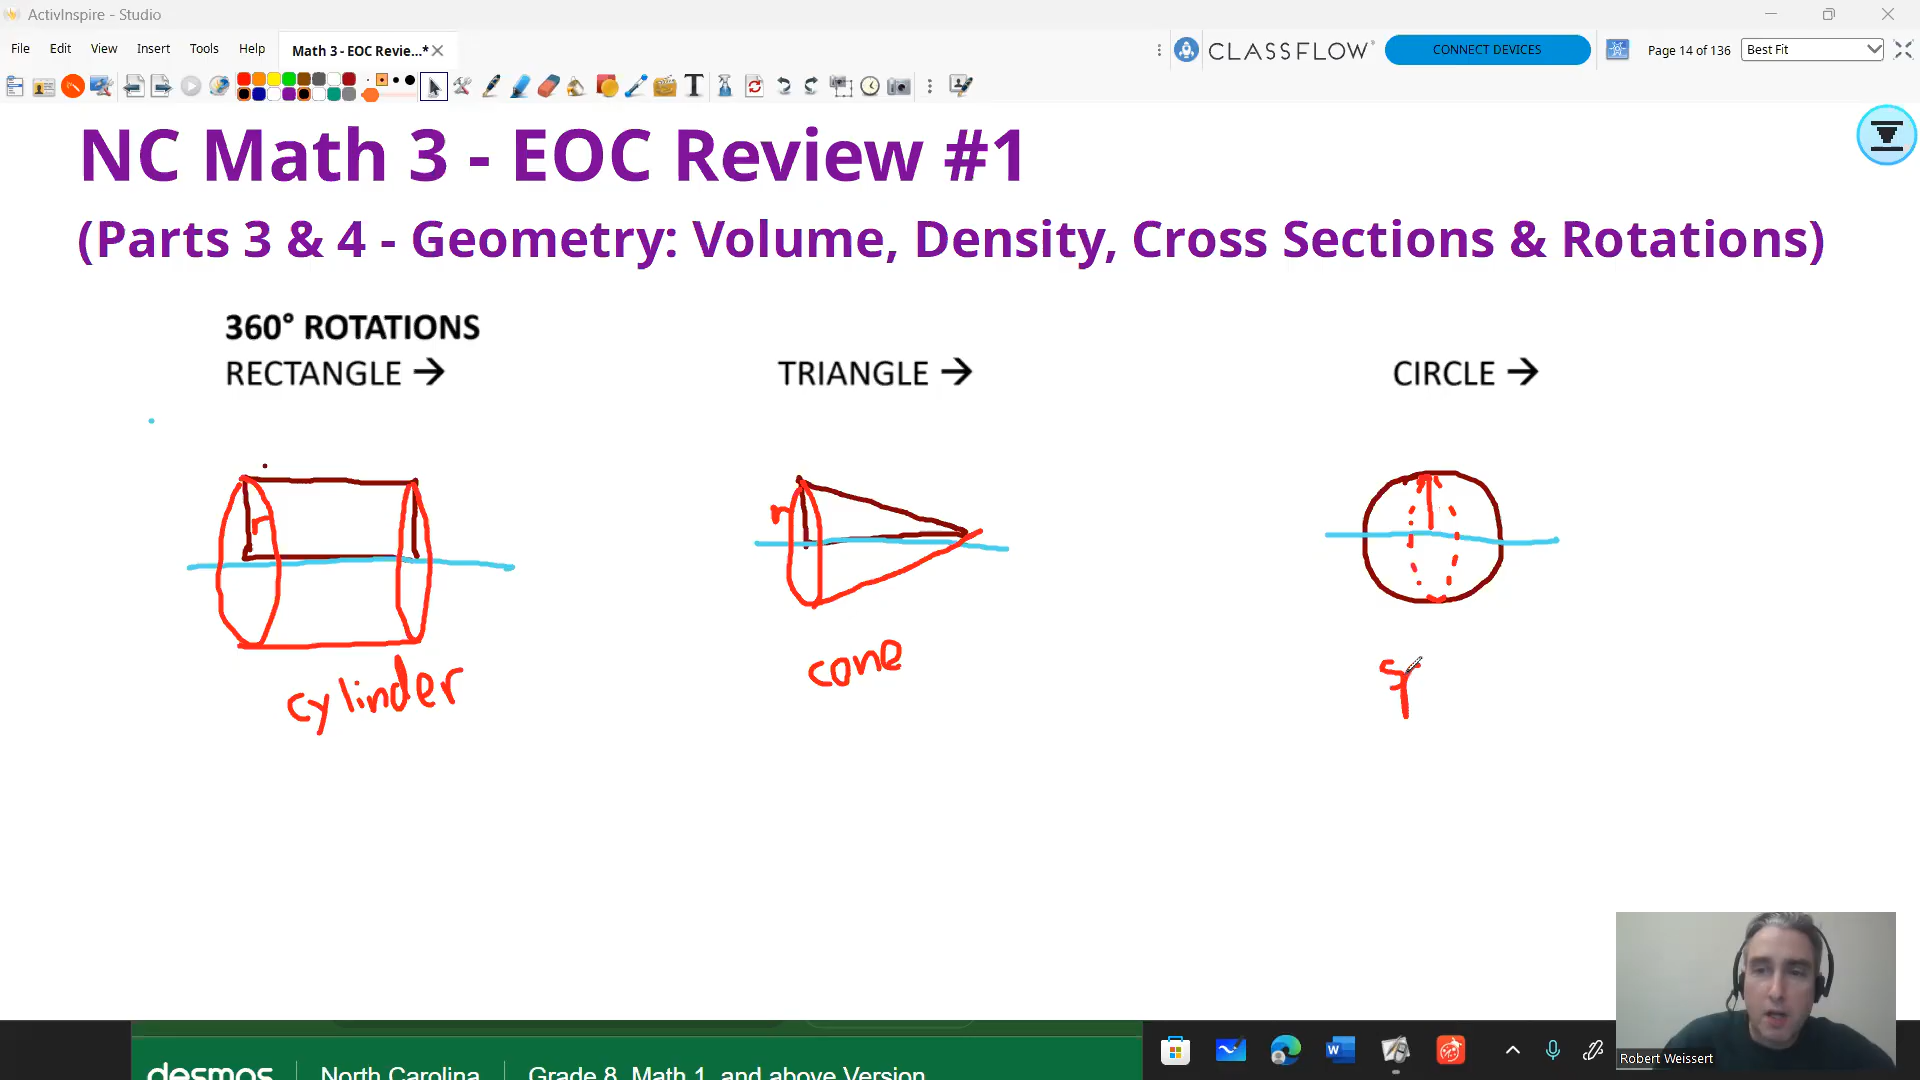 ActivInspire - Studio
File Edit View Insert Tools Help Math 3 - EOC Revie...* CLASSFLOW CONNECT DEVICES Page 14 of 136 Best Fit
NC Math 3 - EOC Review #1
(Parts 3 & 4 - Geometry: Volume, Density, Cross Sections & Rotations)
360° ROTATIONS
RECTANGLE → TRIANGLE → CIRCLE →
r r
cylinder cone sp
Robert Weissert
desmos North Carolina Grade 8, Math 1, and above Version